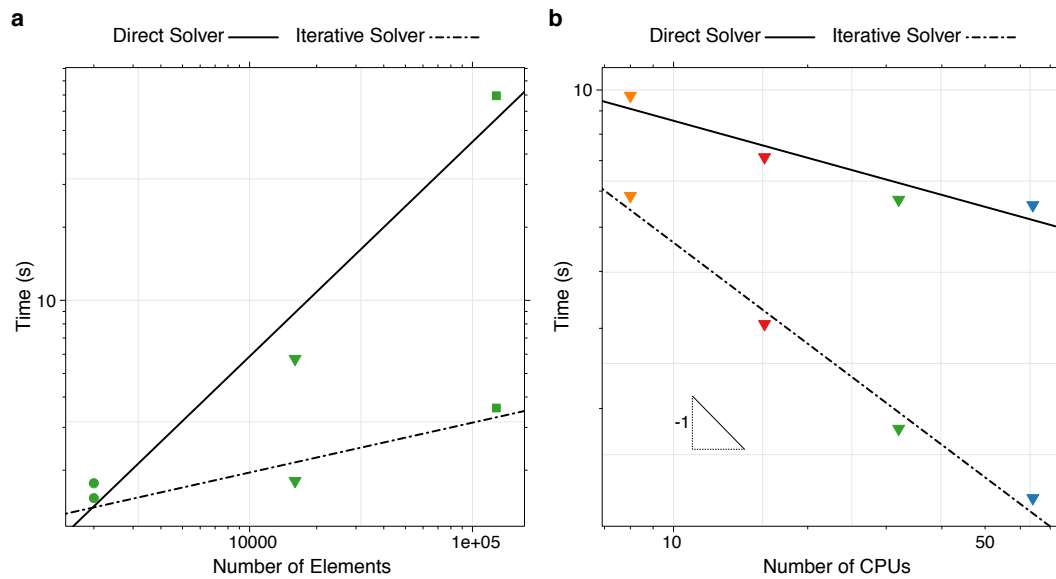 a
Direct Solver
Iterative Solver
Time (s)
10
10000
1e+05
Number of Elements
b
Direct Solver
Iterative Solver
Time (s)
10
-1
10
50
Number of CPUs